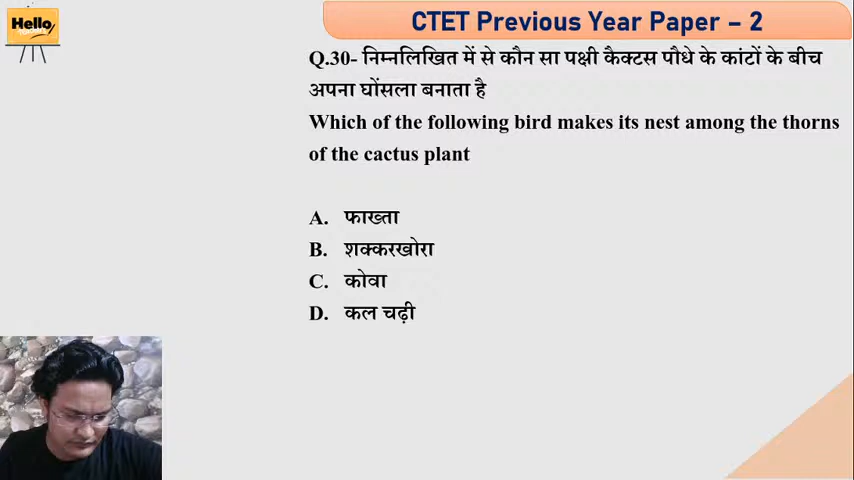 Hello
CTET Previous Year Paper – 2
Q.30- निम्नलिखित में से कौन सा पक्षी कैक्टस पौधे के कांटों के बीच
अपना घोंसला बनाता है
Which of the following bird makes its nest among the thorns
of the cactus plant
A. फाख्ता
B. शक्करखोरा
C. कोवा
D. कल चढ़ी